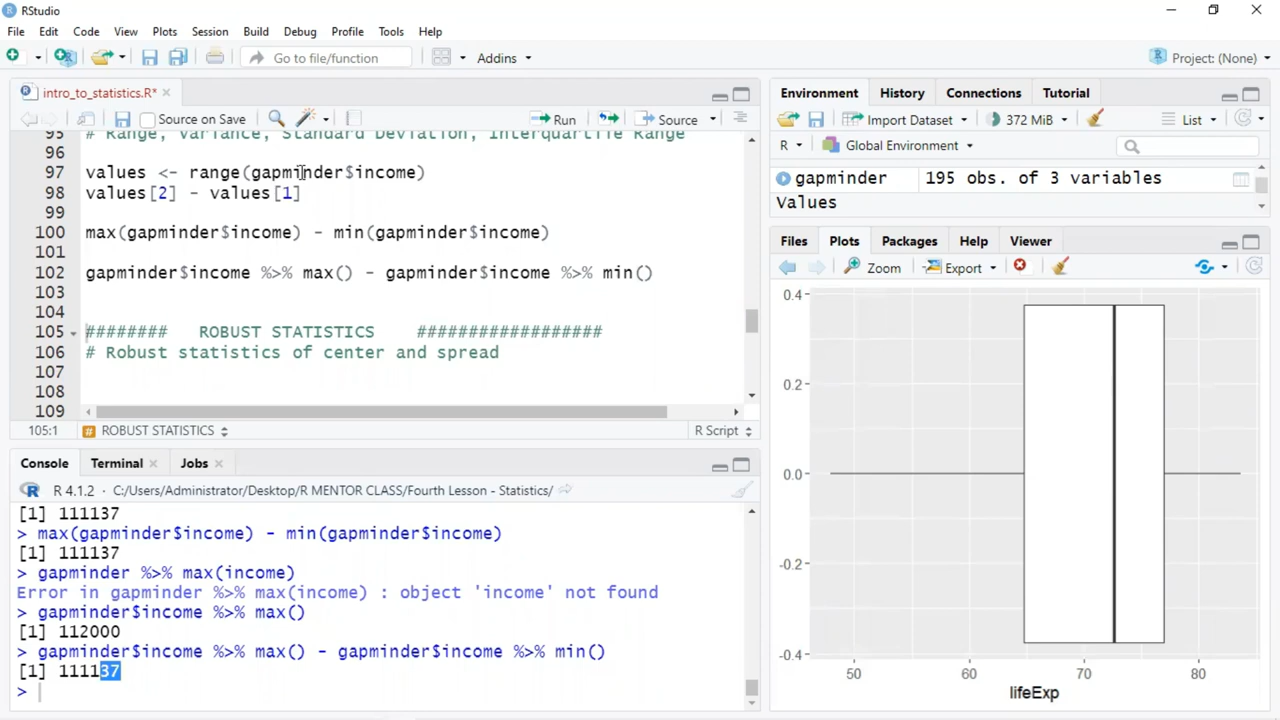 RStudio
File Edit Code View Plots Session Build Debug Profile Tools Help
Go to file/function Addins Project: (None)
intro_to_statistics.R*
Source on Save Run Source
95 # Range, Variance, Standard Deviation, Interquartile Range
96
97 values <- range(gapminder$income)
98 values[2] - values[1]
99
100 max(gapminder$income) - min(gapminder$income)
101
102 gapminder$income %>% max() - gapminder$income %>% min()
103
104
105 ######## ROBUST STATISTICS ##################
106 # Robust statistics of center and spread
107
108
109
105:1 # ROBUST STATISTICS R Script
Console Terminal Jobs
R 4.1.2 · C:/Users/Administrator/Desktop/R MENTOR CLASS/Fourth Lesson - Statistics/
[1] 111137
> max(gapminder$income) - min(gapminder$income)
[1] 111137
> gapminder %>% max(income)
Error in gapminder %>% max(income) : object 'income' not found
> gapminder$income %>% max()
[1] 112000
> gapminder$income %>% max() - gapminder$income %>% min()
[1] 111137
>
Environment History Connections Tutorial
Import Dataset 372 MiB List
R Global Environment
gapminder 195 obs. of 3 variables
Values
Files Plots Packages Help Viewer
Zoom Export
0.4
0.2
0.0
-0.2
-0.4
50 60 70 80
lifeExp